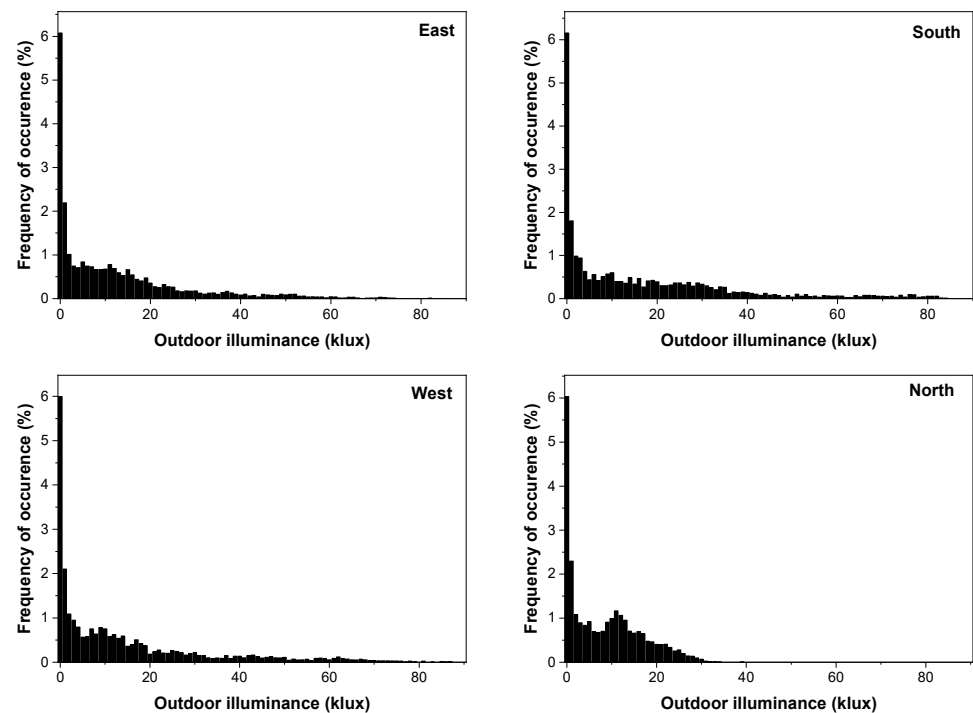 East
Frequency of occurence (%)
6
5
4
3
2
1
0
0 20 40 60 80
Outdoor illuminance (klux)
South
Frequency of occurence (%)
6
5
4
3
2
1
0
0 20 40 60 80
Outdoor illuminance (klux)
West
Frequency of occurence (%)
6
5
4
3
2
1
0
0 20 40 60 80
Outdoor illuminance (klux)
North
Frequency of occurence (%)
6
5
4
3
2
1
0
0 20 40 60 80
Outdoor illuminance (klux)